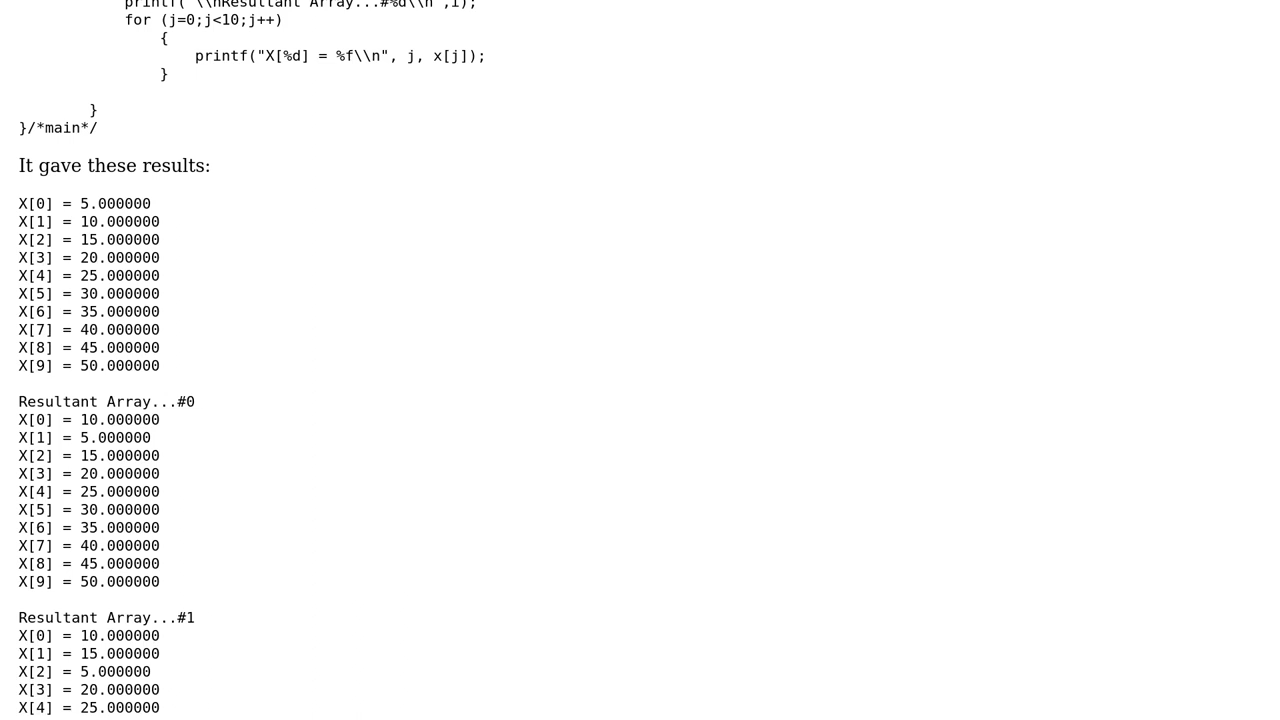 printf("\\nResultant Array...#%d\\n",i);
for (j=0;j<10;j++)
{
printf("X[%d] = %f\\n", j, x[j]);
}
}
}/*main*/
It gave these results:
X[0] = 5.000000
X[1] = 10.000000
X[2] = 15.000000
X[3] = 20.000000
X[4] = 25.000000
X[5] = 30.000000
X[6] = 35.000000
X[7] = 40.000000
X[8] = 45.000000
X[9] = 50.000000
Resultant Array...#0
X[0] = 10.000000
X[1] = 5.000000
X[2] = 15.000000
X[3] = 20.000000
X[4] = 25.000000
X[5] = 30.000000
X[6] = 35.000000
X[7] = 40.000000
X[8] = 45.000000
X[9] = 50.000000
Resultant Array...#1
X[0] = 10.000000
X[1] = 15.000000
X[2] = 5.000000
X[3] = 20.000000
X[4] = 25.000000